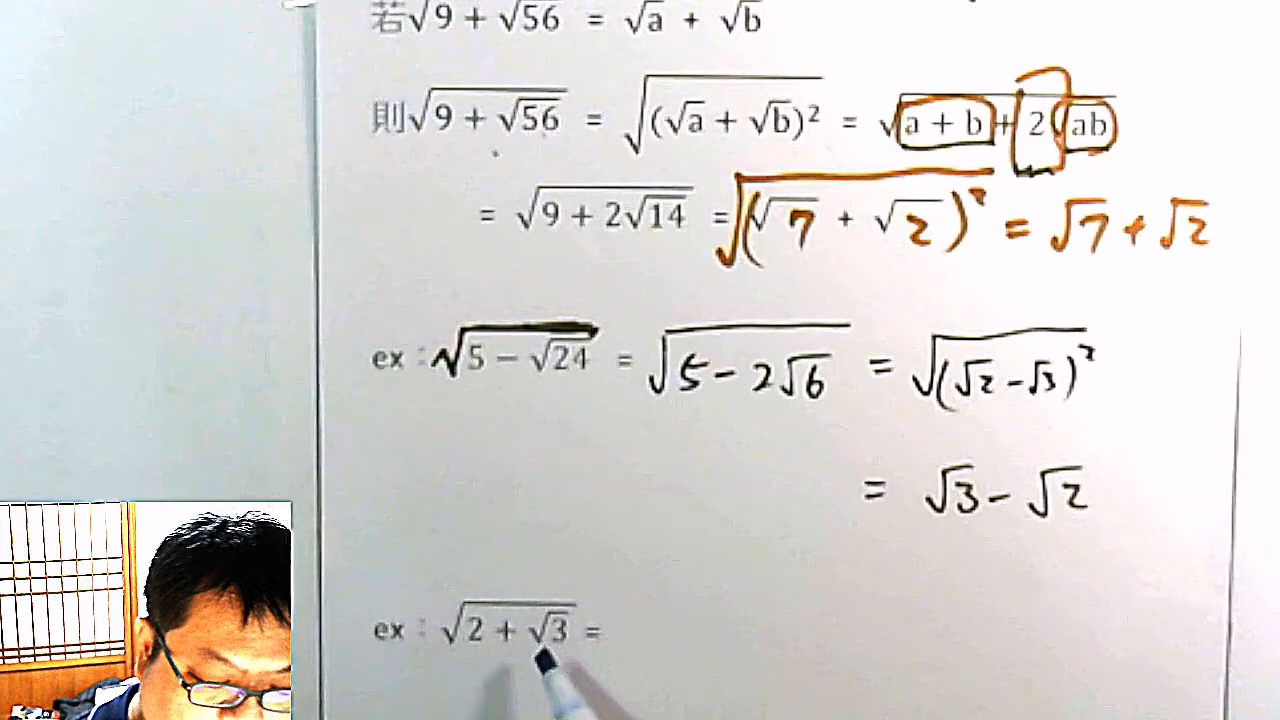 若√9 + √56 = √a + √b
則√9 + √56 = √(√a + √b)² = √a + b + 2√ab
= √9 + 2√14 = √(√7 + √2)² = √7 + √2
ex：√5 − √24 = √5 − 2√6 = √(√2 − √3)²
= √3 − √2
ex：√2 + √3 =